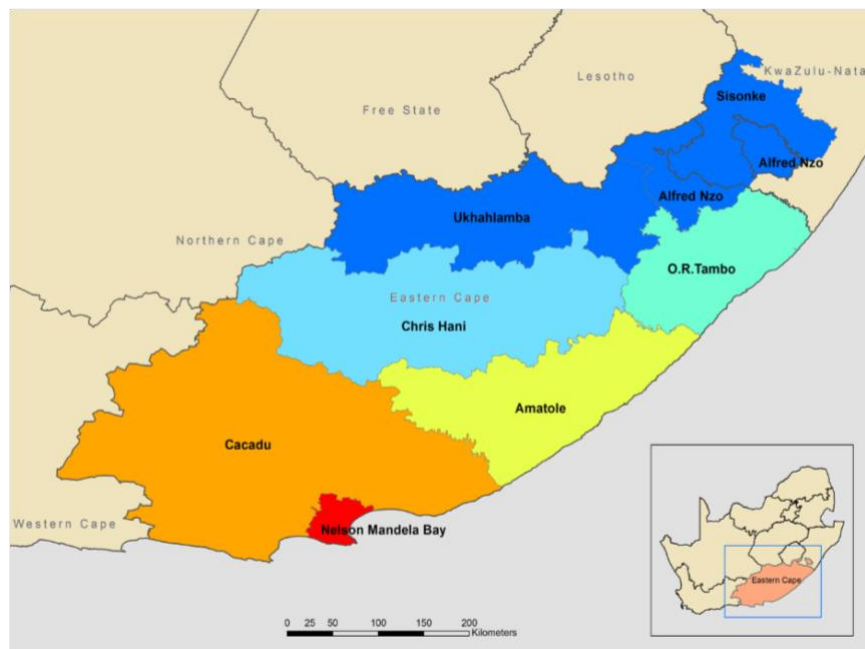 Lesotho
KwaZulu-Nata
Sisonke
Free State
Alfred Nzo
Alfred Nzo
Ukhahlamba
Northern Cape
O.R.Tambo
Eastern Cape
Chris Hani
Amatole
Cacadu
Western Cape
Nelson Mandela Bay
Eastern Cape
0 25 50 100 150 200
Kilometers